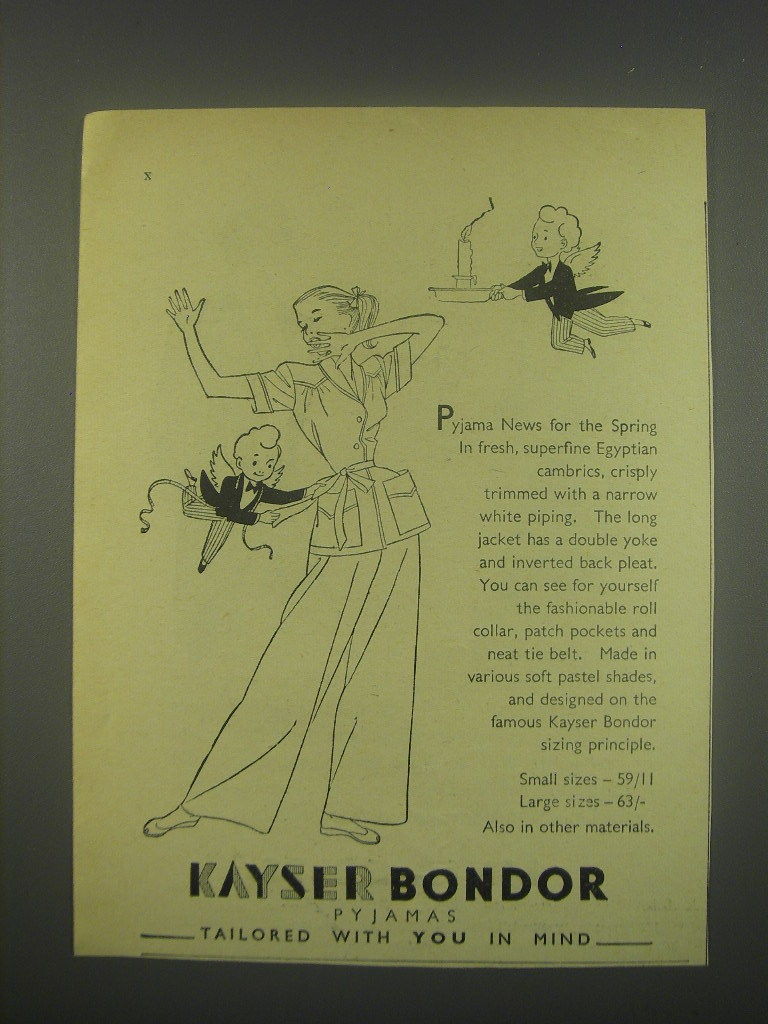 x
Pyjama News for the Spring
In fresh, superfine Egyptian
cambrics, crisply
trimmed with a narrow
white piping. The long
jacket has a double yoke
and inverted back pleat.
You can see for yourself
the fashionable roll
collar, patch pockets and
neat tie belt. Made in
various soft pastel shades,
and designed on the
famous Kayser Bondor
sizing principle.
Small sizes – 59/11
Large sizes – 63/-
Also in other materials.
KAYSER BONDOR
PYJAMAS
TAILORED WITH YOU IN MIND